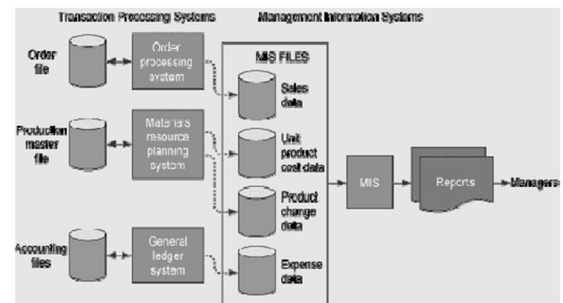 Transaction Processing Systems
Management Information Systems
Order
file
Order
processing
system
MIS FILES
Sales
data
Production
master
file
Materials
resource
planning
system
Unit
product
cost data
MIS
Reports
Managers
Product
change
data
Accounting
files
General
ledger
system
Expense
data